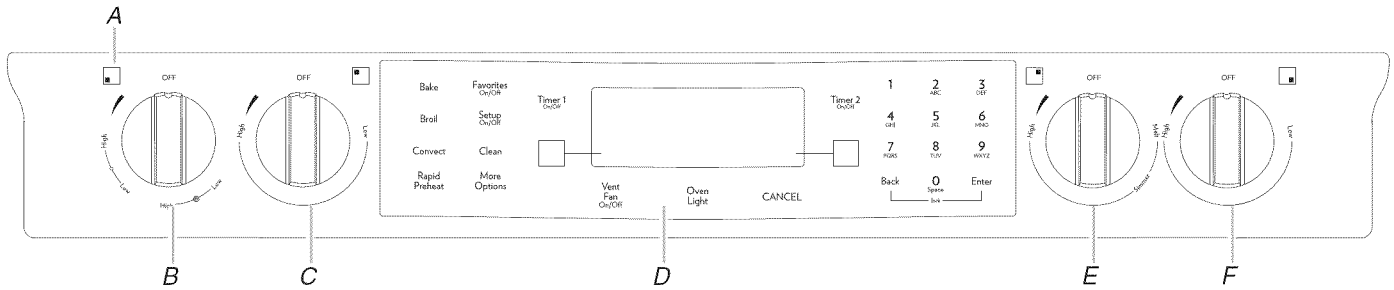 A
OFF
OFF
OFF
OFF
High
Low
Low
High
High
Low
Bake
Favorites
On/Off
Broil
Setup
On/Off
Convect
Clean
Rapid
Preheat
More
Options
Timer 1
On/Off
Timer 2
On/Off
Vent
Fan
On/Off
Oven
Light
CANCEL
1
2
ABC
3
DEF
4
GHI
5
JKL
6
MNO
7
PQRS
8
TUV
9
WXYZ
Back
0
Space
Enter
High
Melt
Simmer
High
Low
B
C
D
E
F